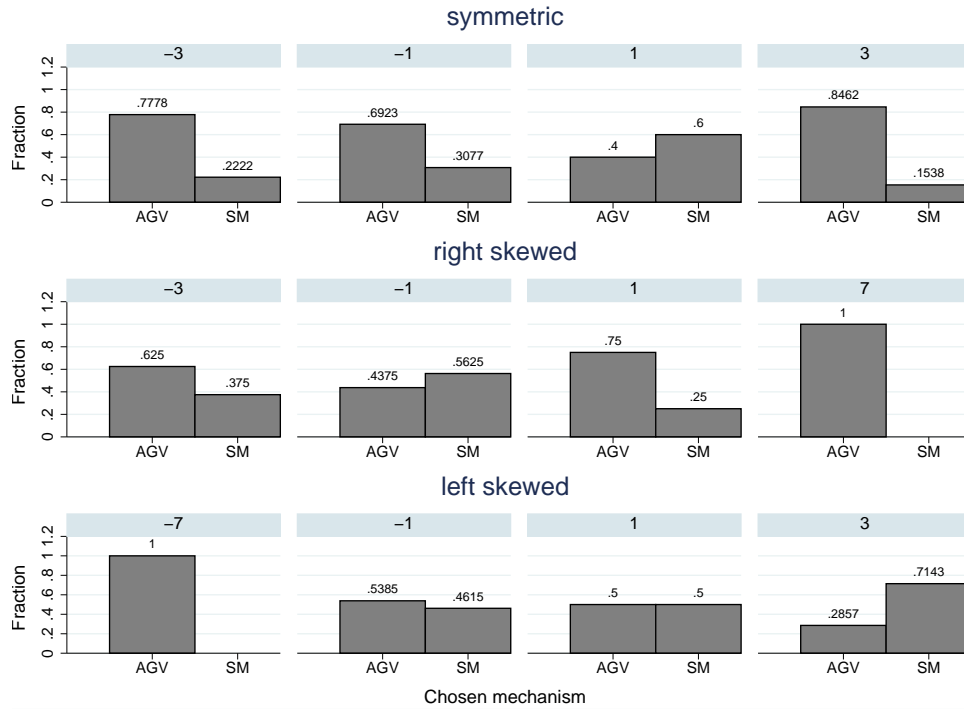 symmetric
−3 −1 1 3
Fraction
0 .2 .4 .6 .8 1 1.2
.7778 .2222 .6923 .3077 .4 .6 .8462 .1538
AGV SM AGV SM AGV SM AGV SM
right skewed
−3 −1 1 7
Fraction
0 .2 .4 .6 .8 1 1.2
.625 .375 .4375 .5625 .75 .25 1
AGV SM AGV SM AGV SM AGV SM
left skewed
−7 −1 1 3
Fraction
0 .2 .4 .6 .8 1 1.2
1 .5385 .4615 .5 .5 .2857 .7143
AGV SM AGV SM AGV SM AGV SM
Chosen mechanism